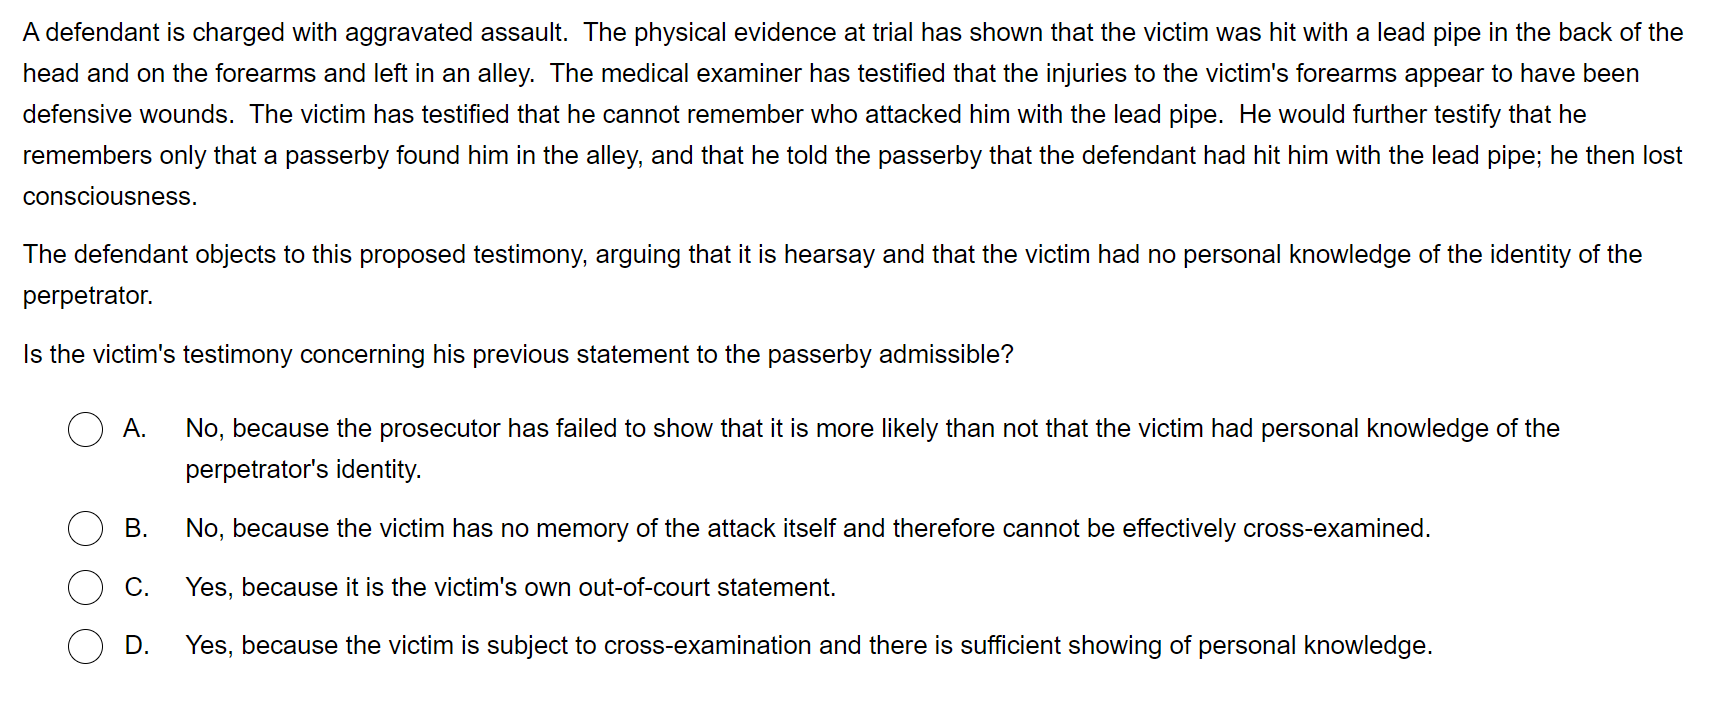 A defendant is charged with aggravated assault.  The physical evidence at trial has shown that the victim was hit with a lead pipe in the back of the
head and on the forearms and left in an alley.  The medical examiner has testified that the injuries to the victim's forearms appear to have been
defensive wounds.  The victim has testified that he cannot remember who attacked him with the lead pipe.  He would further testify that he
remembers only that a passerby found him in the alley, and that he told the passerby that the defendant had hit him with the lead pipe; he then lost
consciousness.
The defendant objects to this proposed testimony, arguing that it is hearsay and that the victim had no personal knowledge of the identity of the
perpetrator.
Is the victim's testimony concerning his previous statement to the passerby admissible?
A. No, because the prosecutor has failed to show that it is more likely than not that the victim had personal knowledge of the
perpetrator's identity.
B. No, because the victim has no memory of the attack itself and therefore cannot be effectively cross-examined.
C. Yes, because it is the victim's own out-of-court statement.
D. Yes, because the victim is subject to cross-examination and there is sufficient showing of personal knowledge.